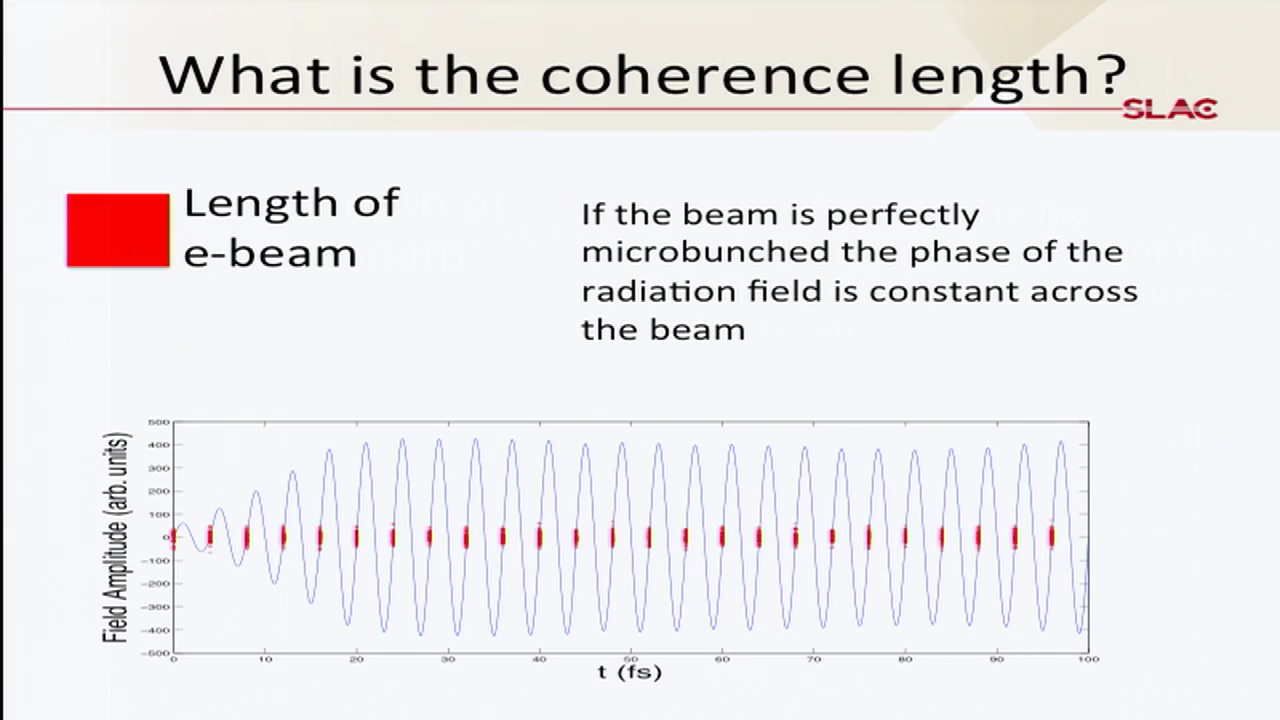 What is the coherence length?
SLAC
Length of
e-beam
If the beam is perfectly
microbunched the phase of the
radiation field is constant across
the beam
Field Amplitude (arb. units)
500
400
300
200
100
0
-100
-200
-300
-400
-500
0 10 20 30 40 50 60 70 80 90 100
t (fs)